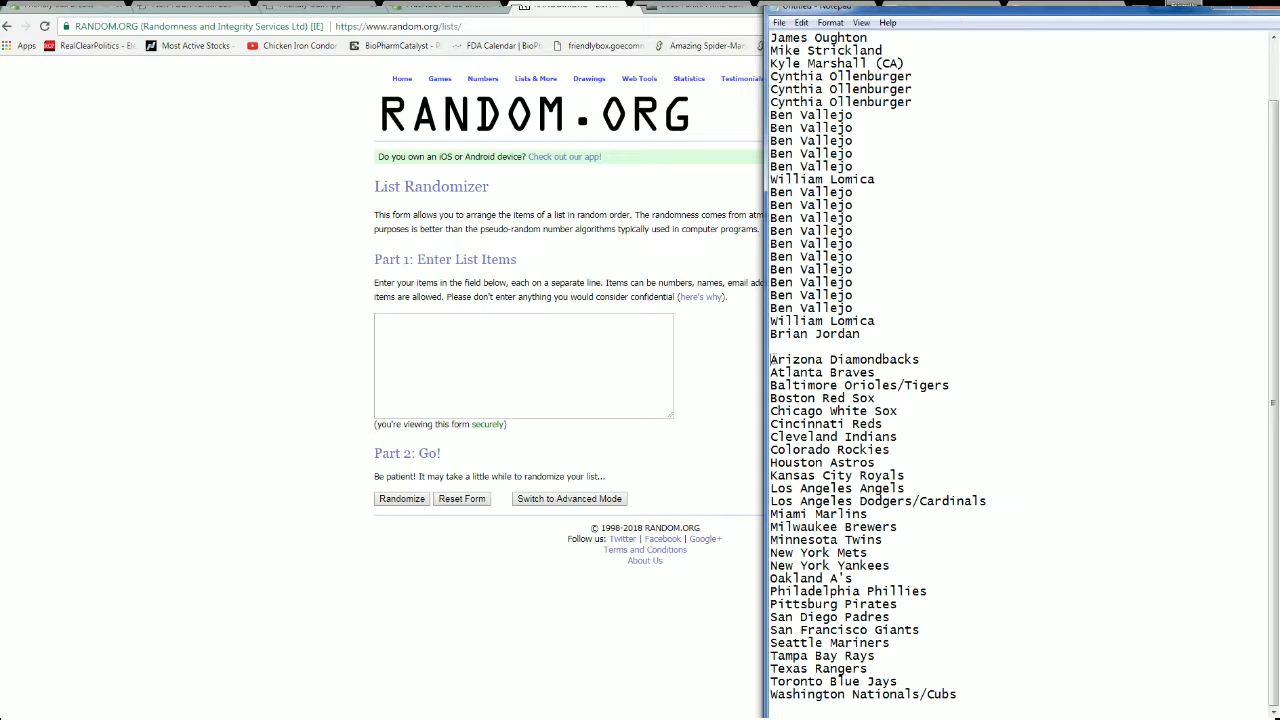 RANDOM.ORG (Randomness and Integrity Services Ltd) [IE]
https://www.random.org/lists/
Apps
RealClearPolitics - El
Most Active Stocks -
Chicken Iron Condor
BioPharmCatalyst - P
FDA Calendar | BioP
friendlybox.goecomn
Amazing Spider-Man
Home
Games
Numbers
Lists & More
Drawings
Web Tools
Statistics
Testimonial
RANDOM.ORG
Do you own an iOS or Android device? Check out our app!
List Randomizer
This form allows you to arrange the items of a list in random order. The randomness comes from atm
purposes is better than the pseudo-random number algorithms typically used in computer programs.
Part 1: Enter List Items
Enter your items in the field below, each on a separate line. Items can be numbers, names, email add
items are allowed. Please don't enter anything you would consider confidential (here's why).
(you're viewing this form securely)
Part 2: Go!
Be patient! It may take a little while to randomize your list...
Randomize
Reset Form
Switch to Advanced Mode
© 1998-2018 RANDOM.ORG
Follow us: Twitter | Facebook | Google+
Terms and Conditions
About Us
Untitled - Notepad
File Edit Format View Help
James Oughton
Mike Strickland
Kyle Marshall (CA)
Cynthia Ollenburger
Cynthia Ollenburger
Cynthia Ollenburger
Ben Vallejo
Ben Vallejo
Ben Vallejo
Ben Vallejo
Ben Vallejo
William Lomica
Ben Vallejo
Ben Vallejo
Ben Vallejo
Ben Vallejo
Ben Vallejo
Ben Vallejo
Ben Vallejo
Ben Vallejo
Ben Vallejo
Ben Vallejo
William Lomica
Brian Jordan
Arizona Diamondbacks
Atlanta Braves
Baltimore Orioles/Tigers
Boston Red Sox
Chicago White Sox
Cincinnati Reds
Cleveland Indians
Colorado Rockies
Houston Astros
Kansas City Royals
Los Angeles Angels
Los Angeles Dodgers/Cardinals
Miami Marlins
Milwaukee Brewers
Minnesota Twins
New York Mets
New York Yankees
Oakland A's
Philadelphia Phillies
Pittsburg Pirates
San Diego Padres
San Francisco Giants
Seattle Mariners
Tampa Bay Rays
Texas Rangers
Toronto Blue Jays
Washington Nationals/Cubs